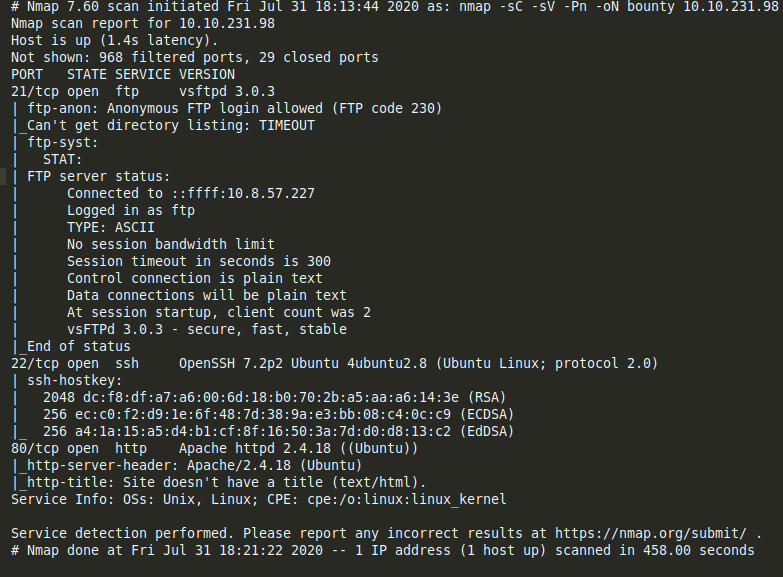 # Nmap 7.60 scan initiated Fri Jul 31 18:13:44 2020 as: nmap -sC -sV -Pn -oN bounty 10.10.231.98
Nmap scan report for 10.10.231.98
Host is up (1.4s latency).
Not shown: 968 filtered ports, 29 closed ports
PORT   STATE SERVICE VERSION
21/tcp open  ftp     vsftpd 3.0.3
| ftp-anon: Anonymous FTP login allowed (FTP code 230)
|_Can't get directory listing: TIMEOUT
| ftp-syst:
|   STAT:
| FTP server status:
|      Connected to ::ffff:10.8.57.227
|      Logged in as ftp
|      TYPE: ASCII
|      No session bandwidth limit
|      Session timeout in seconds is 300
|      Control connection is plain text
|      Data connections will be plain text
|      At session startup, client count was 2
|      vsFTPd 3.0.3 - secure, fast, stable
|_End of status
22/tcp open  ssh     OpenSSH 7.2p2 Ubuntu 4ubuntu2.8 (Ubuntu Linux; protocol 2.0)
| ssh-hostkey:
|   2048 dc:f8:df:a7:a6:00:6d:18:b0:70:2b:a5:aa:a6:14:3e (RSA)
|   256 ec:c0:f2:d9:1e:6f:48:7d:38:9a:e3:bb:08:c4:0c:c9 (ECDSA)
|_  256 a4:1a:15:a5:d4:b1:cf:8f:16:50:3a:7d:d0:d8:13:c2 (EdDSA)
80/tcp open  http    Apache httpd 2.4.18 ((Ubuntu))
|_http-server-header: Apache/2.4.18 (Ubuntu)
|_http-title: Site doesn't have a title (text/html).
Service Info: OSs: Unix, Linux; CPE: cpe:/o:linux:linux_kernel

Service detection performed. Please report any incorrect results at https://nmap.org/submit/ .
# Nmap done at Fri Jul 31 18:21:22 2020 -- 1 IP address (1 host up) scanned in 458.00 seconds